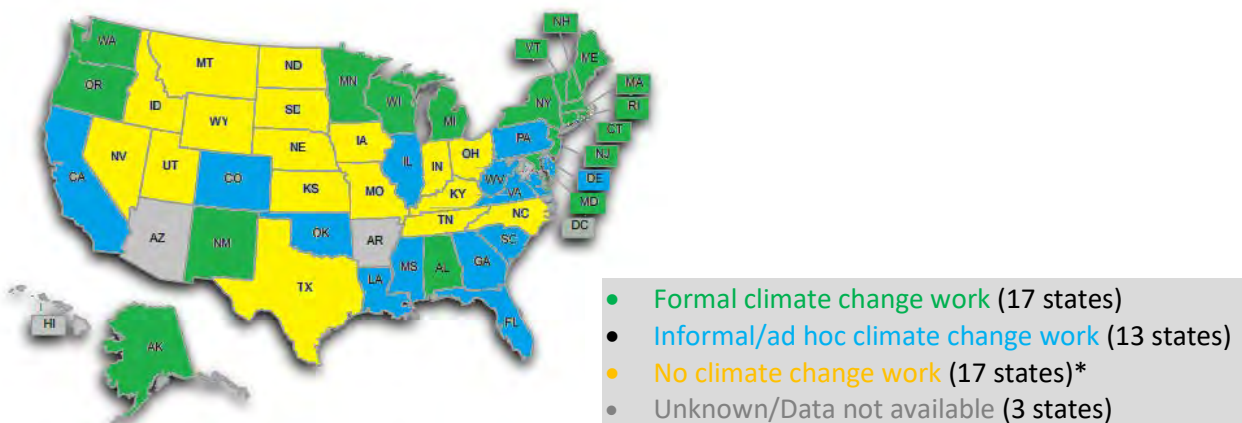 NH
WA
VT
ME
MT
ND
MN
OR
MA
ID
SD
WI
NY
RI
MI
WY
CT
IA
PA
NE
NJ
NV
OH
IL
IN
UT
CA
CO
DE
WV
KS
MO
VA
KY
MD
NC
TN
DC
AZ
OK
AR
NM
SC
MS
AL
GA
LA
TX
FL
HI
AK
• Formal climate change work (17 states)
• Informal/ad hoc climate change work (13 states)
• No climate change work (17 states)*
• Unknown/Data not available (3 states)